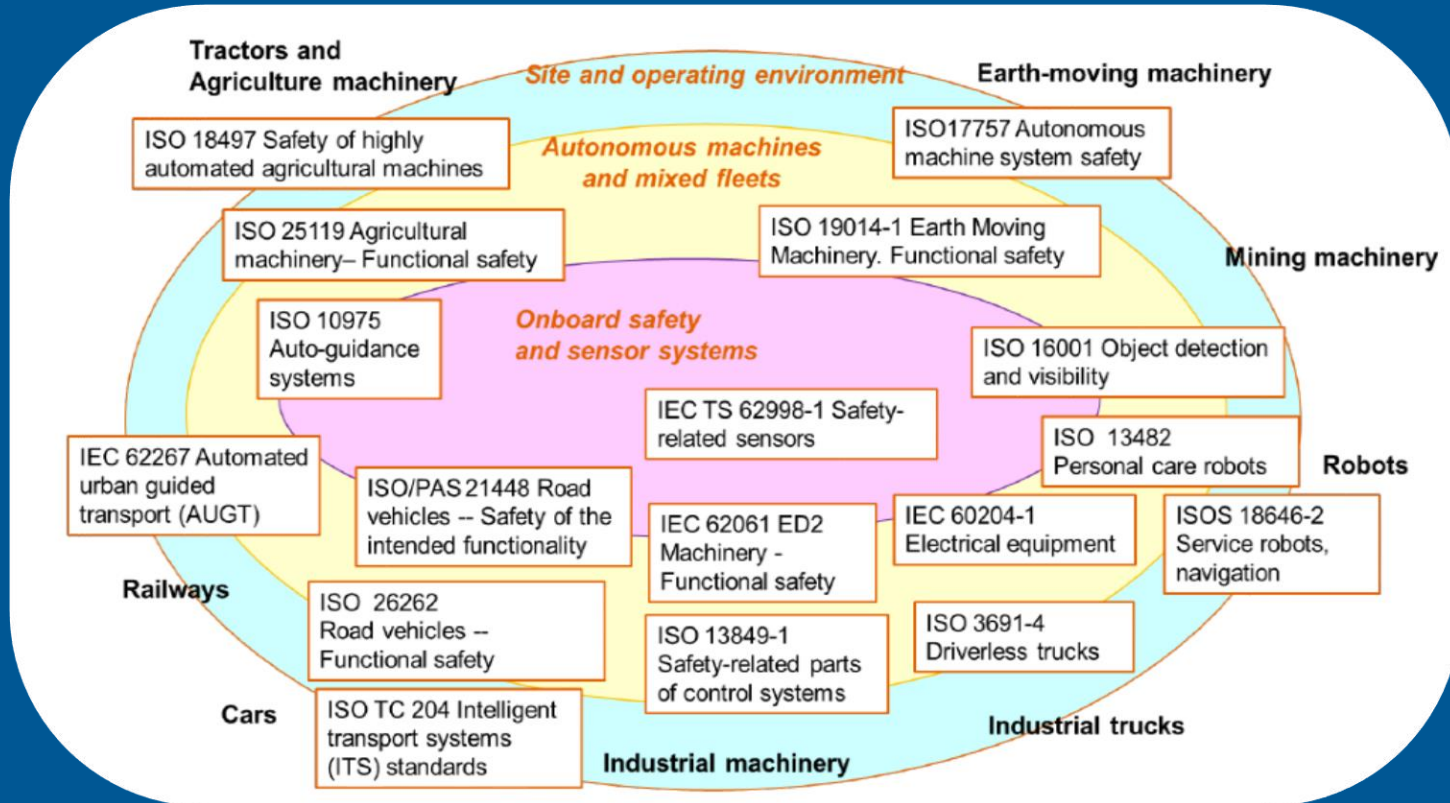 Tractors and
Agriculture machinery
Site and operating environment
Earth-moving machinery
ISO 18497 Safety of highly
automated agricultural machines
Autonomous machines
and mixed fleets
ISO17757 Autonomous
machine system safety
ISO 25119 Agricultural
machinery– Functional safety
ISO 19014-1 Earth Moving
Machinery. Functional safety
Mining machinery
ISO 10975
Auto-guidance
systems
Onboard safety
and sensor systems
ISO 16001 Object detection
and visibility
IEC TS 62998-1 Safety-
related sensors
ISO 13482
Personal care robots
Robots
IEC 62267 Automated
urban guided
transport (AUGT)
ISO/PAS 21448 Road
vehicles -- Safety of the
intended functionality
IEC 62061 ED2
Machinery -
Functional safety
IEC 60204-1
Electrical equipment
ISOS 18646-2
Service robots,
navigation
Railways
ISO 26262
Road vehicles --
Functional safety
ISO 13849-1
Safety-related parts
of control systems
ISO 3691-4
Driverless trucks
Cars
ISO TC 204 Intelligent
transport systems
(ITS) standards
Industrial machinery
Industrial trucks